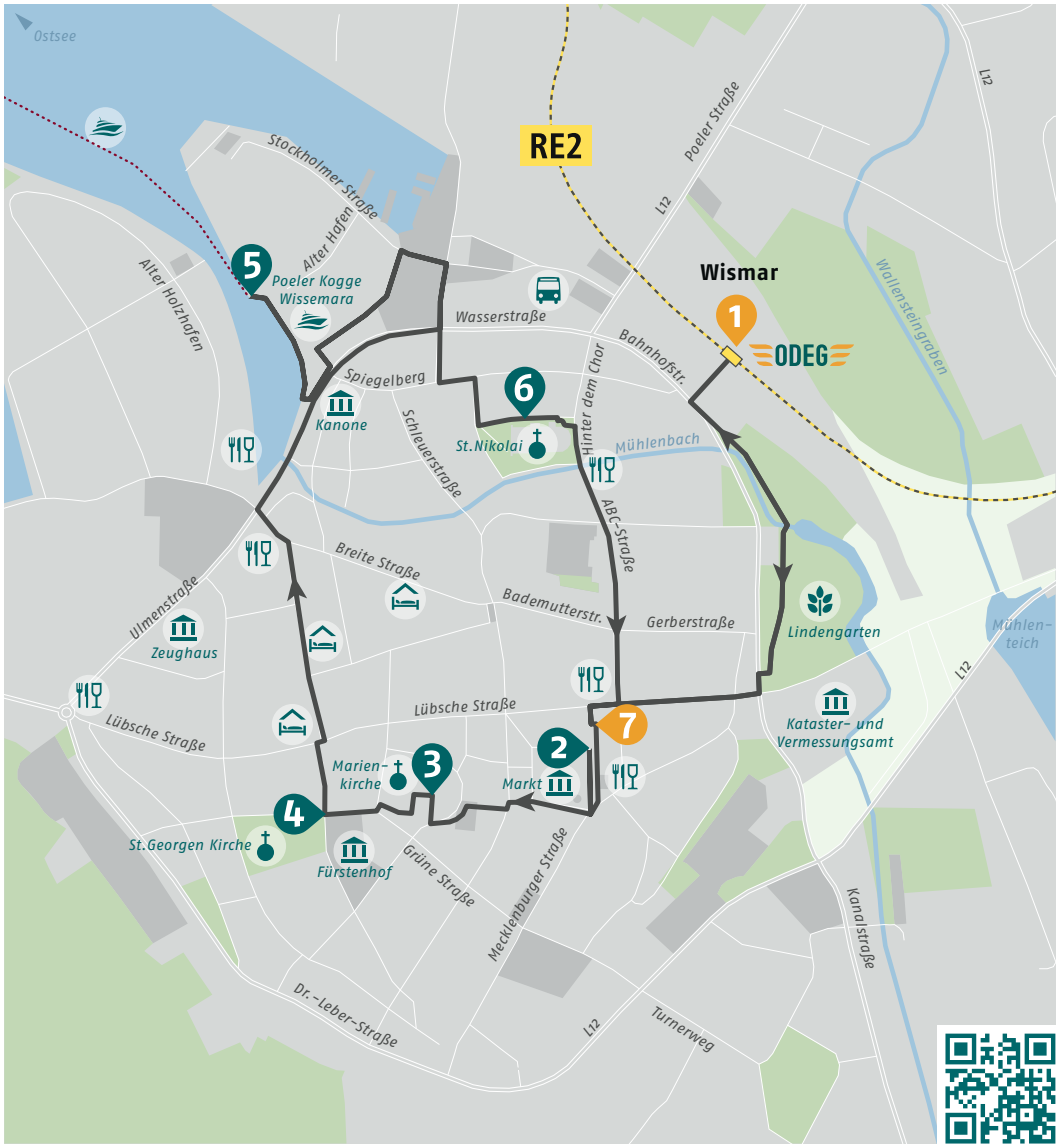 Ostsee
L12
RE2
Poeler Straße
L12
Stockholmer Straße
Alter Hafen
Alter Holzhafen
5
Poeler Kogge
Wissemara
Wismar
1
ODEG
Wallensteingraben
Wasserstraße
Bahnhofstr.
Hinter dem Chor
Spiegelberg
Kanone
Schleuerstraße
6
St.Nikolai
Mühlenbach
ABC-Straße
Breite Straße
Bademutterstr.
Gerberstraße
Lindengarten
Mühlen-
teich
Ulmenstraße
Zeughaus
Lübsche Straße
Lübsche Straße
L12
Kataster- und
Vermessungsamt
7
2
Markt
3
Marien-
kirche
4
St.Georgen Kirche
Fürstenhof
Grüne Straße
Mecklenburger Straße
Kanalstraße
Dr.-Leber-Straße
L12
Turnerweg